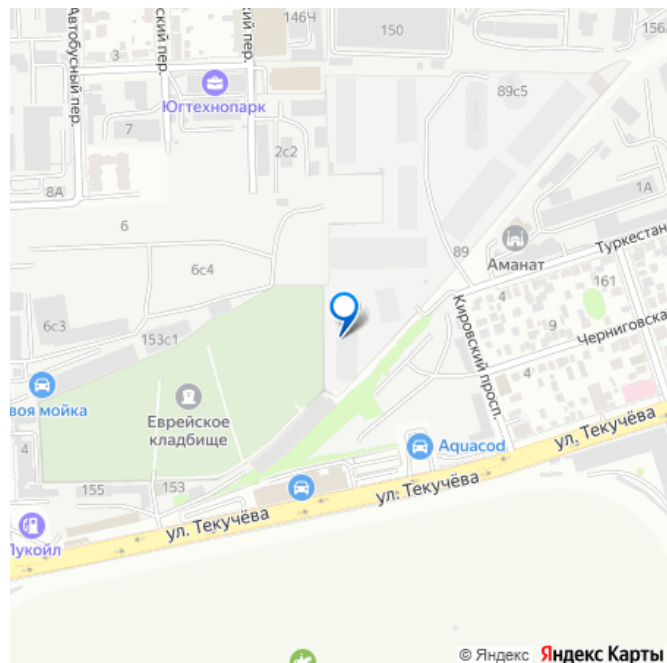 146Ч
150
156А
Автобусный пер.
ский пер.
ский пер.
3
Югтехнопарк
89с5
7
2с2
8А
1А
6
Туркестан
89
Аманат
6с4
161
4
Кировский просп.
6с3
153с1
9
Черниговска
воя мойка
Еврейское
кладбище
4
4
Aquacod
ул. Текучёва
155
153
ул. Текучёва
ул. Текучёва
Лукойл
© Яндекс Яндекс Карты